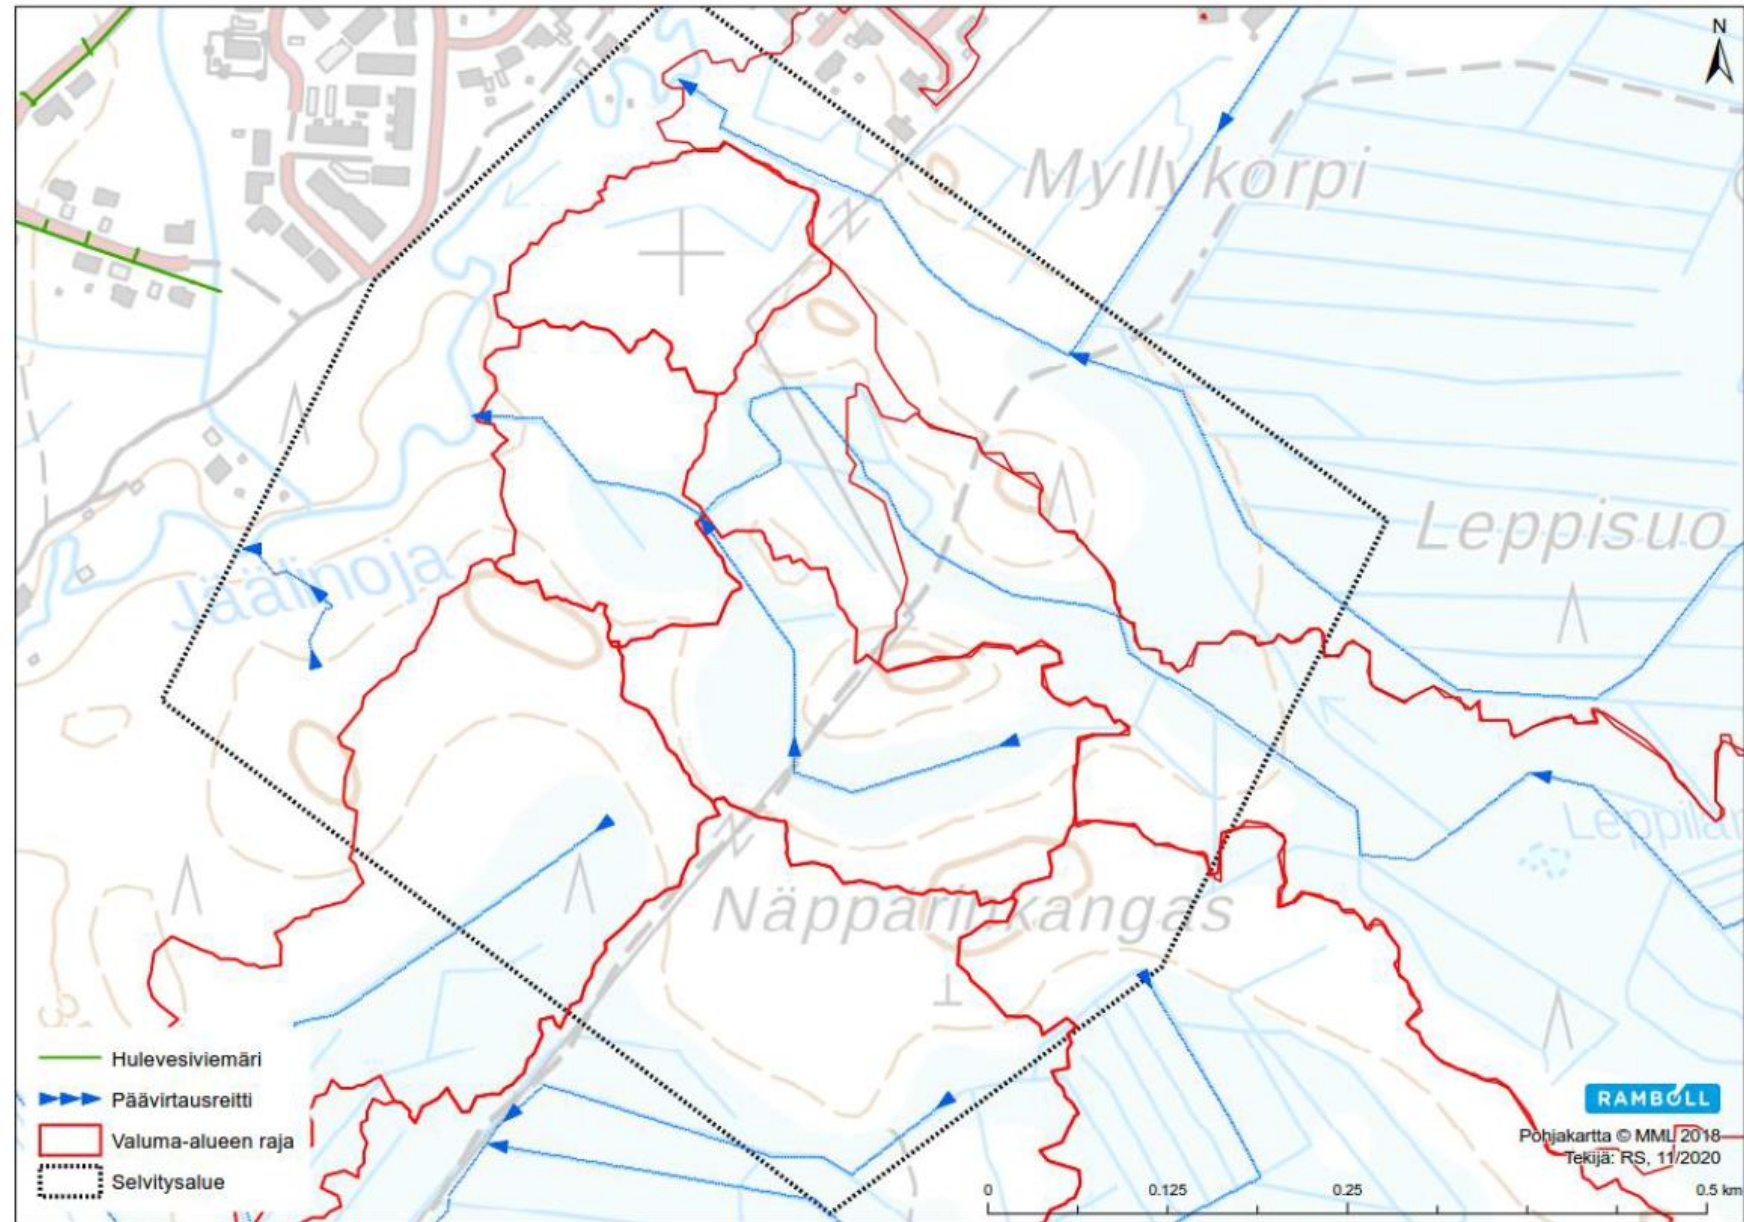 N
Myllykorpi
Leppisuo
Jäälinoja
Näppärinkangas
Hulevesiviemäri
Päävirtausreitti
Valuma-alueen raja
Selvitysalue
RAMBOLL
Pohjakartta © MML 2018
Tekijä: RS, 11/2020
0 0.125 0.25 0.5 km